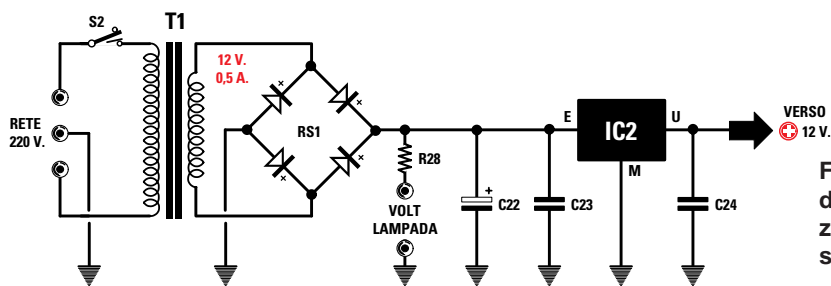 S2
T1
12 V.
0,5 A.
RETE
220 V.
RS1
R28
VOLT
LAMPADA
+
C22
C23
E
IC2
U
M
C24
VERSO
12 V.
F
d
z
s